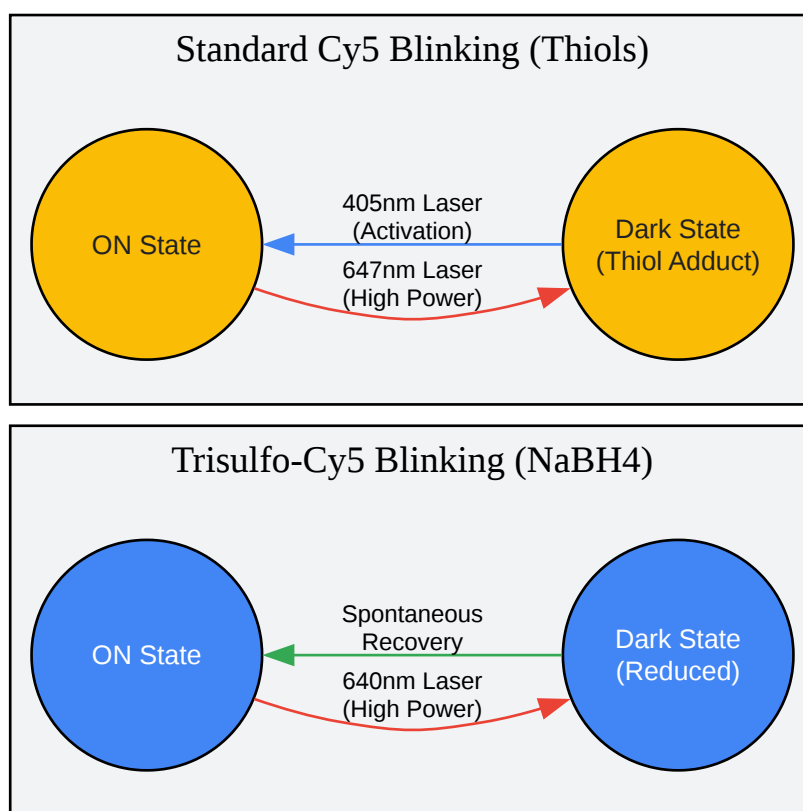 Standard Cy5 Blinking (Thiols)
ON State
405nm Laser
(Activation)
647nm Laser
(High Power)
Dark State
(Thiol Adduct)
Trisulfo-Cy5 Blinking (NaBH4)
ON State
Spontaneous
Recovery
640nm Laser
(High Power)
Dark State
(Reduced)